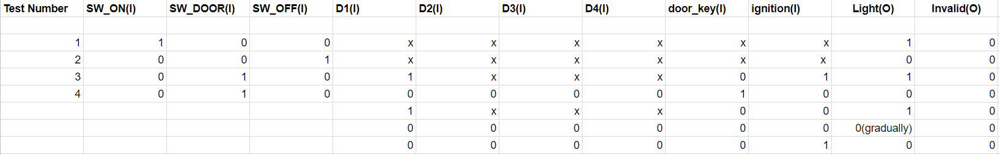 Test Number SW_ON(I) SW_DOOR(I) SW_OFF(I) D1(I) D2(I) D3(I) D4(I) door_key(I) ignition(I) Light(O) Invalid(O)
1 1 0 0 x x x x x x 1 0
2 0 0 1 x x x x x x 0 0
3 0 1 0 1 x x x 0 1 1 0
4 0 1 0 0 0 0 0 1 0 0 0
1 x x x 0 0 1 0
0 0 0 0 0 0 0(gradually) 0
0 0 0 0 0 1 0 0